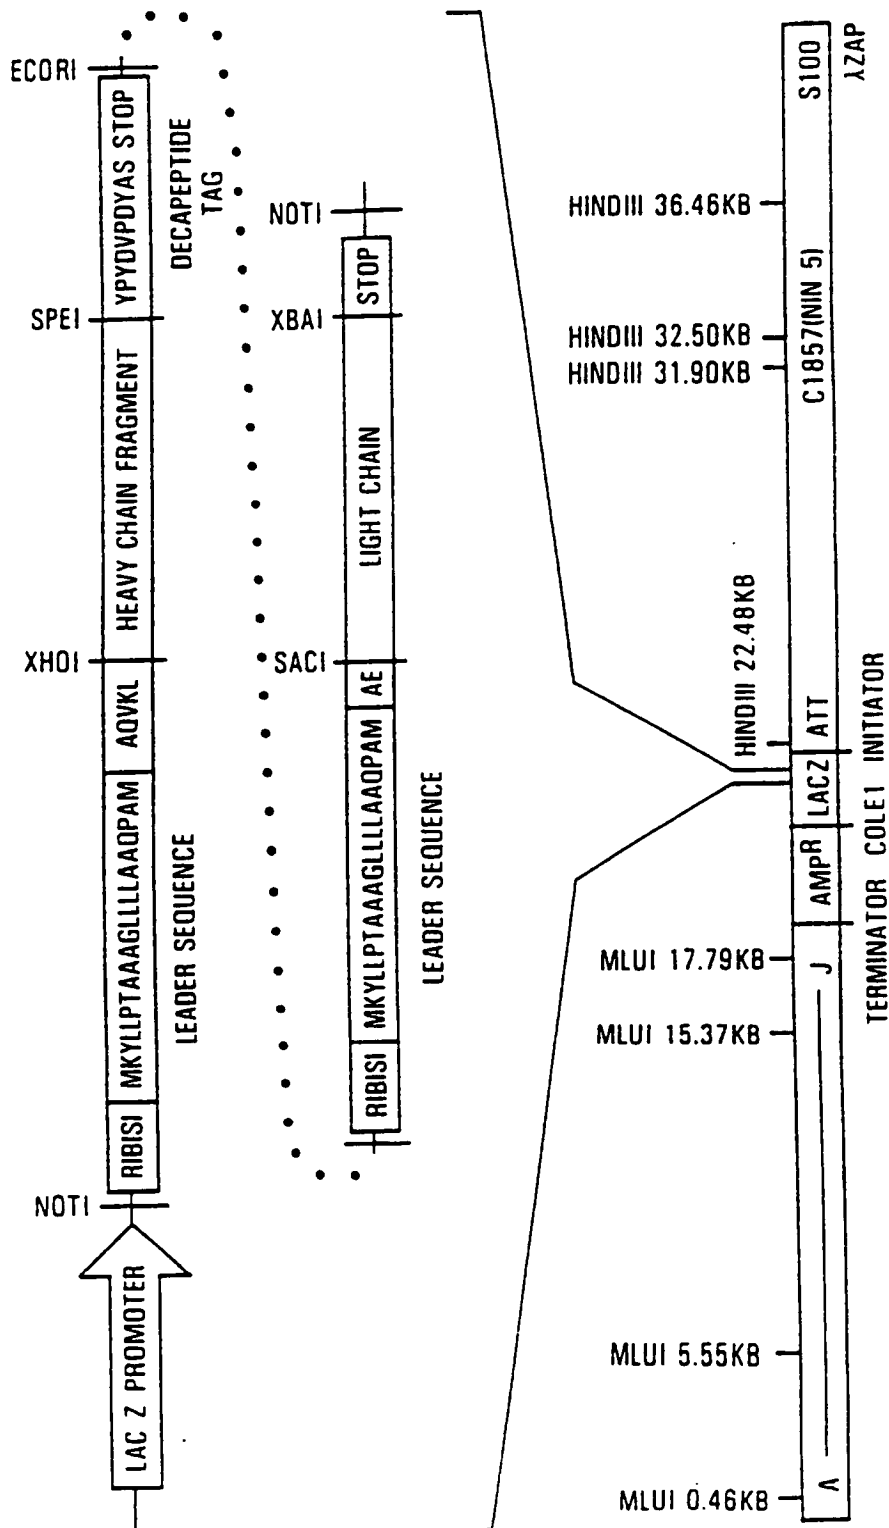 ECORI
YPYDVPDYAS STOP
DECAPEPTIDE
TAG
SPEI
HEAVY CHAIN FRAGMENT
XHOI
AQVKL
MKYLLPTAAAGLLLLAAQPAM
LEADER SEQUENCE
RIBISI
NOTI
LAC Z PROMOTER
NOTI
STOP
XBAI
LIGHT CHAIN
SACI
AE
MKYLLPTAAAGLLLLAAQPAM
LEADER SEQUENCE
RIBISI
S100
λZAP
HINDIII 36.46KB
C1857(NIN 5)
HINDIII 32.50KB
HINDIII 31.90KB
HINDIII 22.48KB
ATT
LACZ
AMPR
TERMINATOR COLE1 INITIATOR
MLUI 17.79KB
J
MLUI 15.37KB
MLUI 5.55KB
MLUI 0.46KB